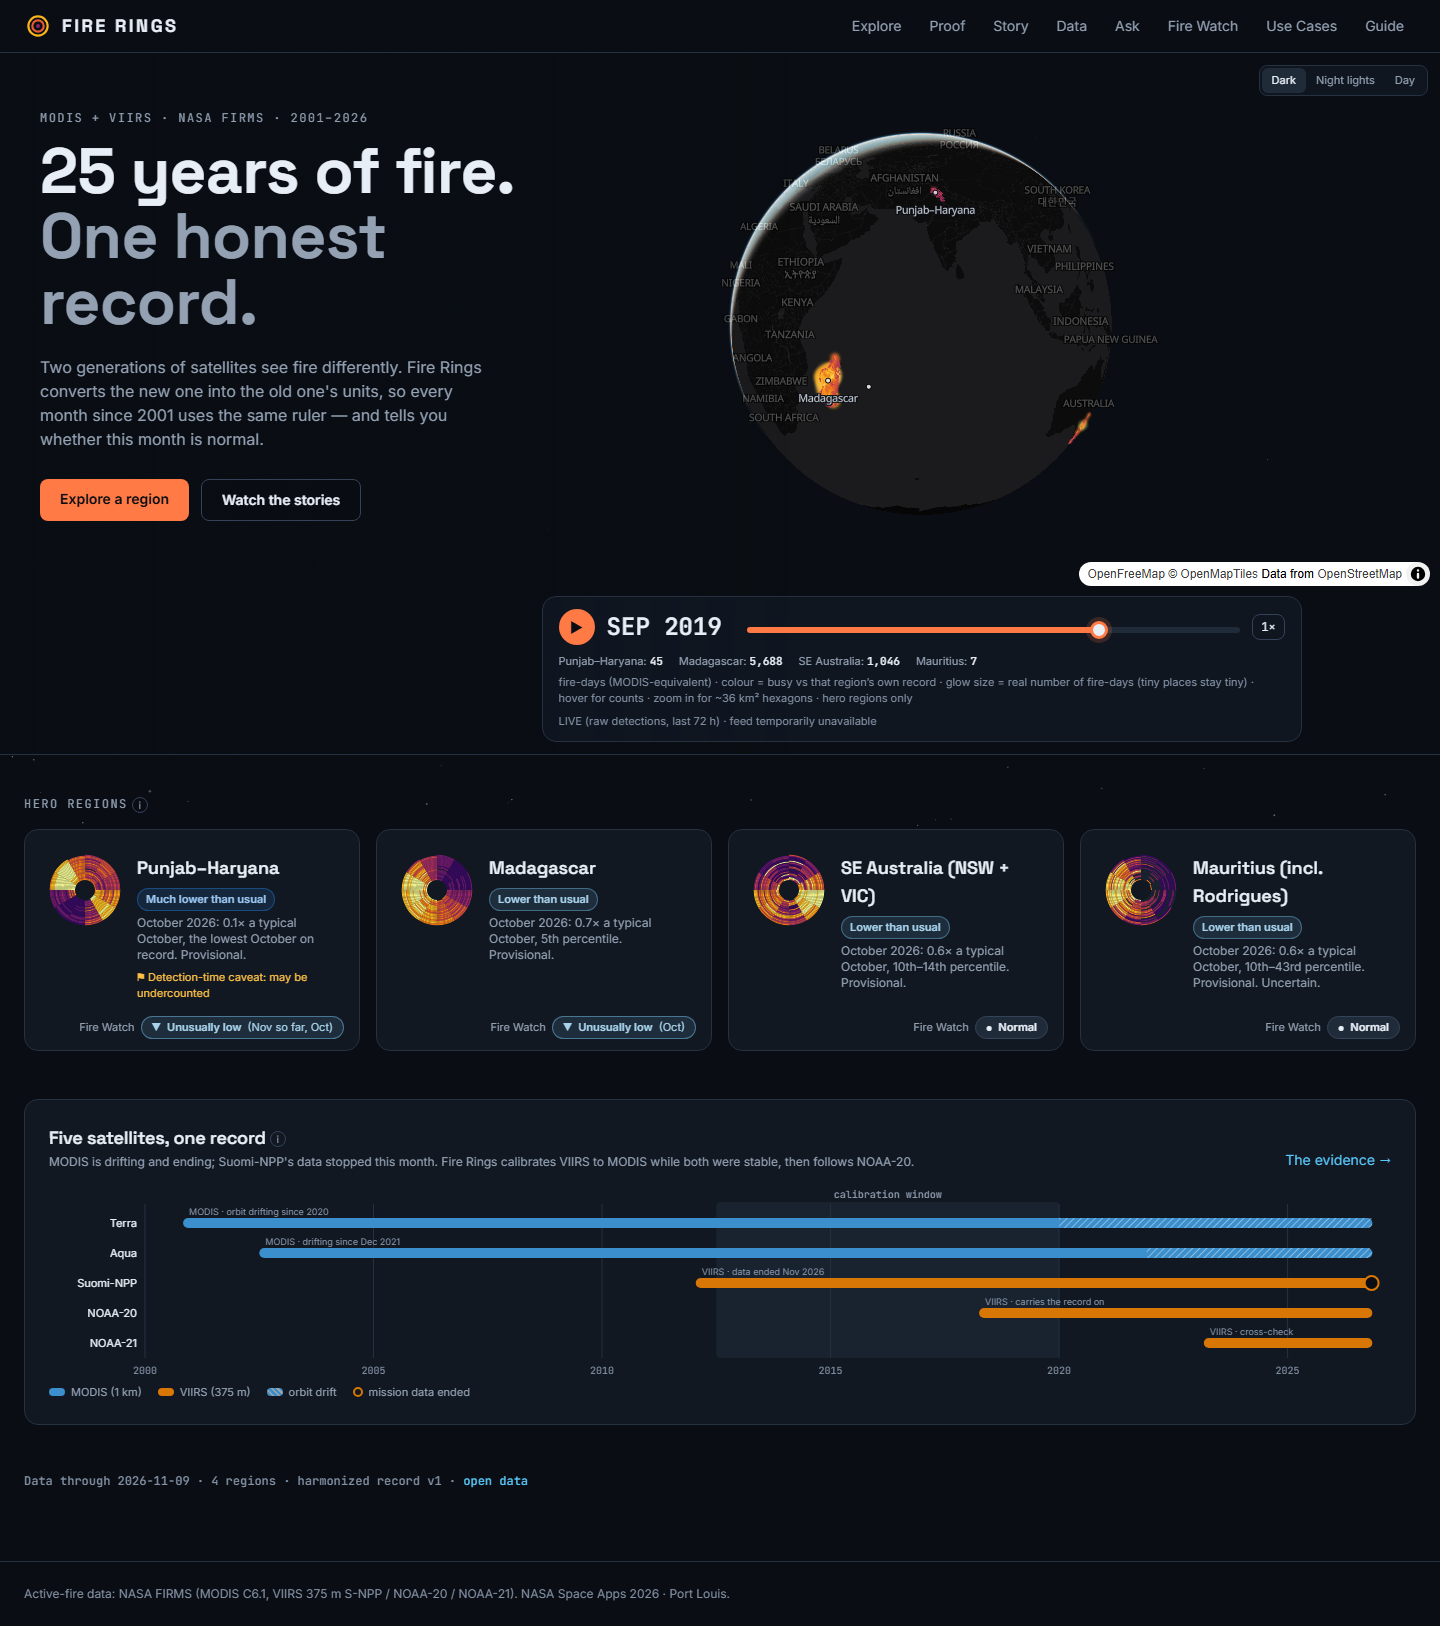 FIRE RINGS
Explore Proof Story Data Ask Fire Watch Use Cases Guide
Dark Night lights Day
MODIS + VIIRS · NASA FIRMS · 2001–2026
25 years of fire.
One honest
record.
Two generations of satellites see fire differently. Fire Rings
converts the new one into the old one's units, so every
month since 2001 uses the same ruler — and tells you
whether this month is normal.
Explore a region
Watch the stories
RUSSIA
РОССИЯ
BELARUS
БЕЛАРУСЬ
ITALY
AFGHANISTAN
افغانستان
Punjab–Haryana
SOUTH KOREA
대한민국
SAUDI ARABIA
السعودية
ALGERIA
VIETNAM
MALI
ETHIOPIA
ኢትዮጵያ
PHILIPPINES
NIGERIA
MALAYSIA
KENYA
GABON
INDONESIA
TANZANIA
PAPUA NEW GUINEA
ANGOLA
ZIMBABWE
NAMIBIA
Madagascar
AUSTRALIA
SOUTH AFRICA
OpenFreeMap © OpenMapTiles Data from OpenStreetMap
SEP 2019
1×
Punjab–Haryana: 45 Madagascar: 5,688 SE Australia: 1,046 Mauritius: 7
fire-days (MODIS-equivalent) · colour = busy vs that region's own record · glow size = real number of fire-days (tiny places stay tiny) ·
hover for counts · zoom in for ~36 km² hexagons · hero regions only
LIVE (raw detections, last 72 h) · feed temporarily unavailable
HERO REGIONS i
Punjab–Haryana
Much lower than usual
October 2026: 0.1× a typical
October, the lowest October on
record. Provisional.
⚑ Detection-time caveat: may be
undercounted
Fire Watch ▼ Unusually low (Nov so far, Oct)
Madagascar
Lower than usual
October 2026: 0.7× a typical
October, 5th percentile.
Provisional.
Fire Watch ▼ Unusually low (Oct)
SE Australia (NSW +
VIC)
Lower than usual
October 2026: 0.6× a typical
October, 10th–14th percentile.
Provisional.
Fire Watch ● Normal
Mauritius (incl.
Rodrigues)
Lower than usual
October 2026: 0.6× a typical
October, 10th–43rd percentile.
Provisional. Uncertain.
Fire Watch ● Normal
Five satellites, one record i
MODIS is drifting and ending; Suomi-NPP's data stopped this month. Fire Rings calibrates VIIRS to MODIS while both were stable, then follows NOAA-20.
The evidence →
calibration window
MODIS · orbit drifting since 2020
Terra
MODIS · drifting since Dec 2021
Aqua
VIIRS · data ended Nov 2026
Suomi-NPP
VIIRS · carries the record on
NOAA-20
VIIRS · cross-check
NOAA-21
2000 2005 2010 2015 2020 2025
MODIS (1 km) VIIRS (375 m) orbit drift mission data ended
Data through 2026-11-09 · 4 regions · harmonized record v1 · open data
Active-fire data: NASA FIRMS (MODIS C6.1, VIIRS 375 m S-NPP / NOAA-20 / NOAA-21). NASA Space Apps 2026 · Port Louis.